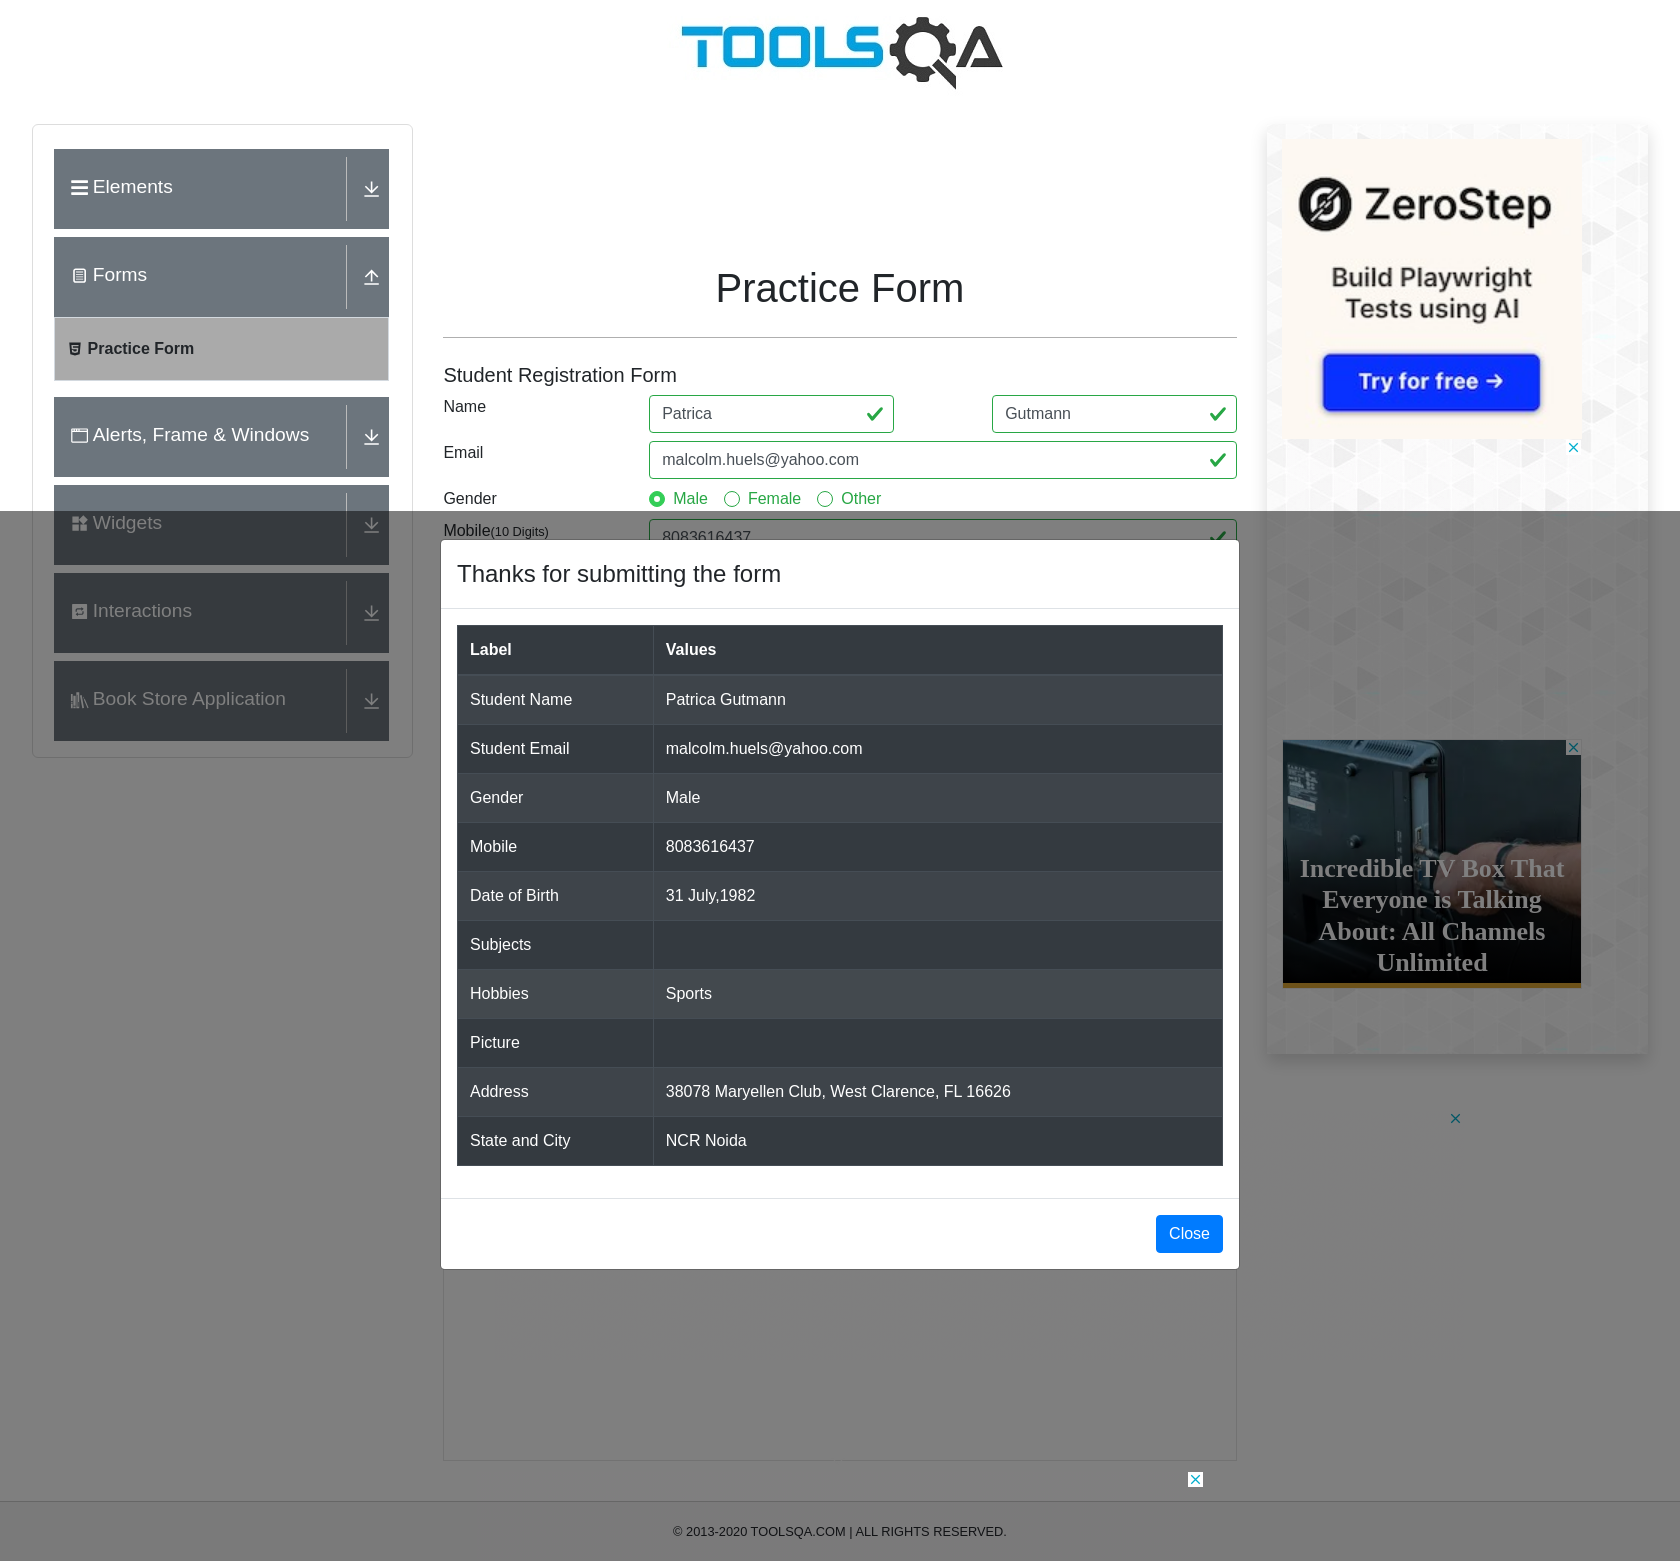 TOOLSQA
Elements
Forms
Practice Form
Alerts, Frame & Windows
Widgets
Interactions
Book Store Application
Practice Form
Student Registration Form
Name
Patrica
Gutmann
Email
malcolm.huels@yahoo.com
Gender
Male
Female
Other
Mobile(10 Digits)
8083616437
Thanks for submitting the form
Label Values
Student Name Patrica Gutmann
Student Email malcolm.huels@yahoo.com
Gender Male
Mobile 8083616437
Date of Birth 31 July,1982
Subjects
Hobbies Sports
Picture
Address 38078 Maryellen Club, West Clarence, FL 16626
State and City NCR Noida
Close
ZeroStep
Build Playwright
Tests using AI
Try for free →
Incredible TV Box That
Everyone is Talking
About: All Channels
Unlimited
© 2013-2020 TOOLSQA.COM | ALL RIGHTS RESERVED.